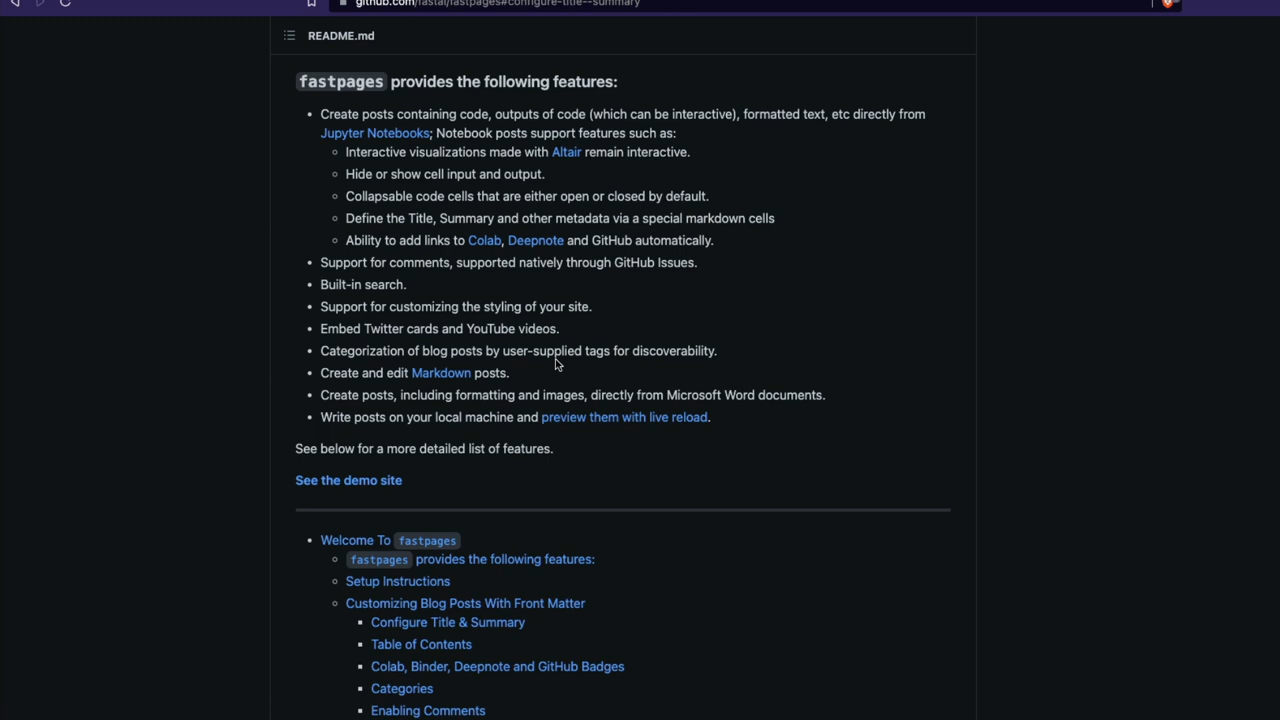 github.com/fastai/fastpages#configure-title--summary
README.md
fastpages provides the following features:
• Create posts containing code, outputs of code (which can be interactive), formatted text, etc directly from
Jupyter Notebooks; Notebook posts support features such as:
◦ Interactive visualizations made with Altair remain interactive.
◦ Hide or show cell input and output.
◦ Collapsable code cells that are either open or closed by default.
◦ Define the Title, Summary and other metadata via a special markdown cells
◦ Ability to add links to Colab, Deepnote and GitHub automatically.
• Support for comments, supported natively through GitHub Issues.
• Built-in search.
• Support for customizing the styling of your site.
• Embed Twitter cards and YouTube videos.
• Categorization of blog posts by user-supplied tags for discoverability.
• Create and edit Markdown posts.
• Create posts, including formatting and images, directly from Microsoft Word documents.
• Write posts on your local machine and preview them with live reload.
See below for a more detailed list of features.
See the demo site
• Welcome To fastpages
◦ fastpages provides the following features:
◦ Setup Instructions
◦ Customizing Blog Posts With Front Matter
▪ Configure Title & Summary
▪ Table of Contents
▪ Colab, Binder, Deepnote and GitHub Badges
▪ Categories
▪ Enabling Comments